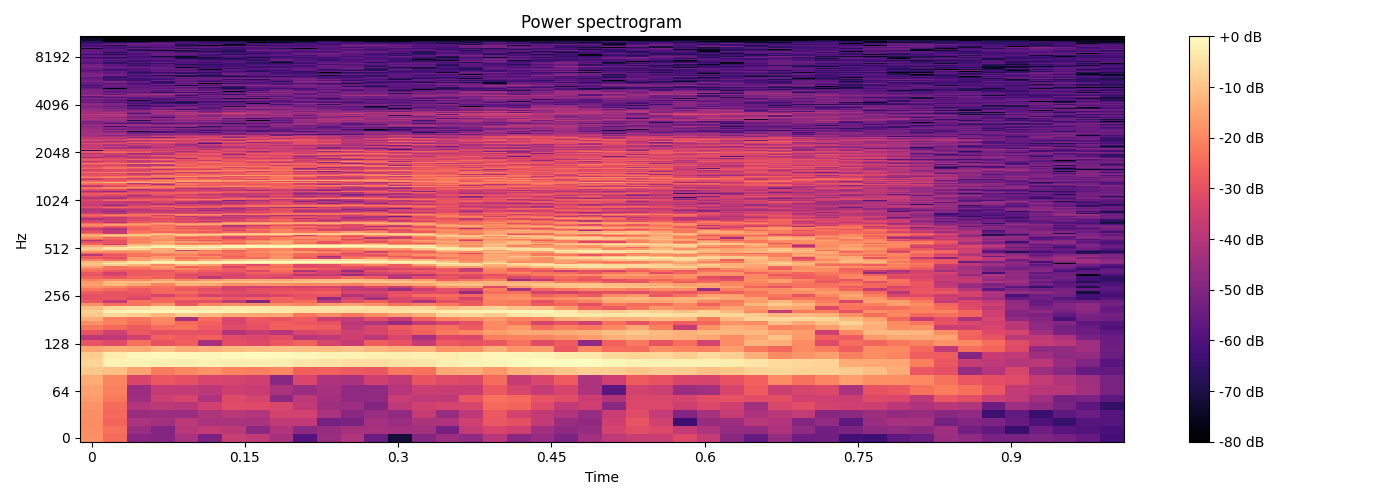 Power spectrogram
Hz
8192
4096
2048
1024
512
256
128
64
0
0 0.15 0.3 0.45 0.6 0.75 0.9
Time
+0 dB
-10 dB
-20 dB
-30 dB
-40 dB
-50 dB
-60 dB
-70 dB
-80 dB